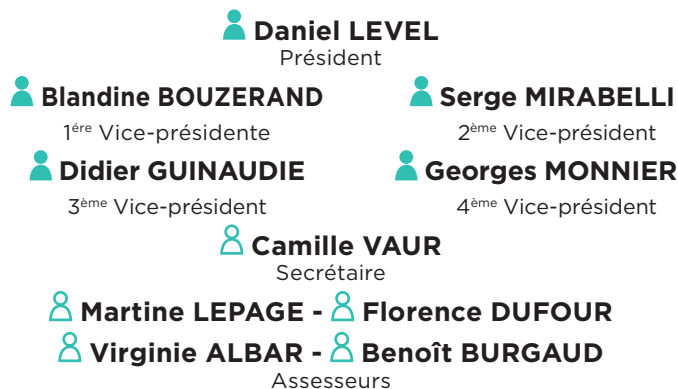 Daniel LEVEL
Président
Blandine BOUZERAND
1ére Vice-présidente
Serge MIRABELLI
2ème Vice-président
Didier GUINAUDIE
3ème Vice-président
Georges MONNIER
4ème Vice-président
Camille VAUR
Secrétaire
Martine LEPAGE - Florence DUFOUR
Virginie ALBAR - Benoît BURGAUD
Assesseurs